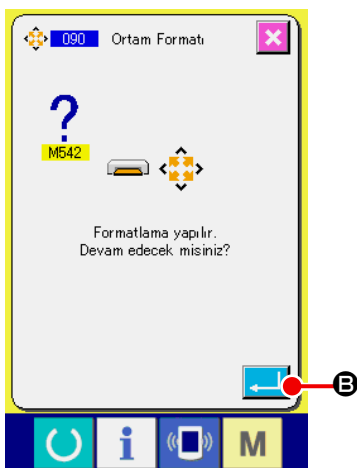 090 Ortam Formatı
?
M542
Formatlama yapılır.
Devam edecek misiniz?
B
i
M